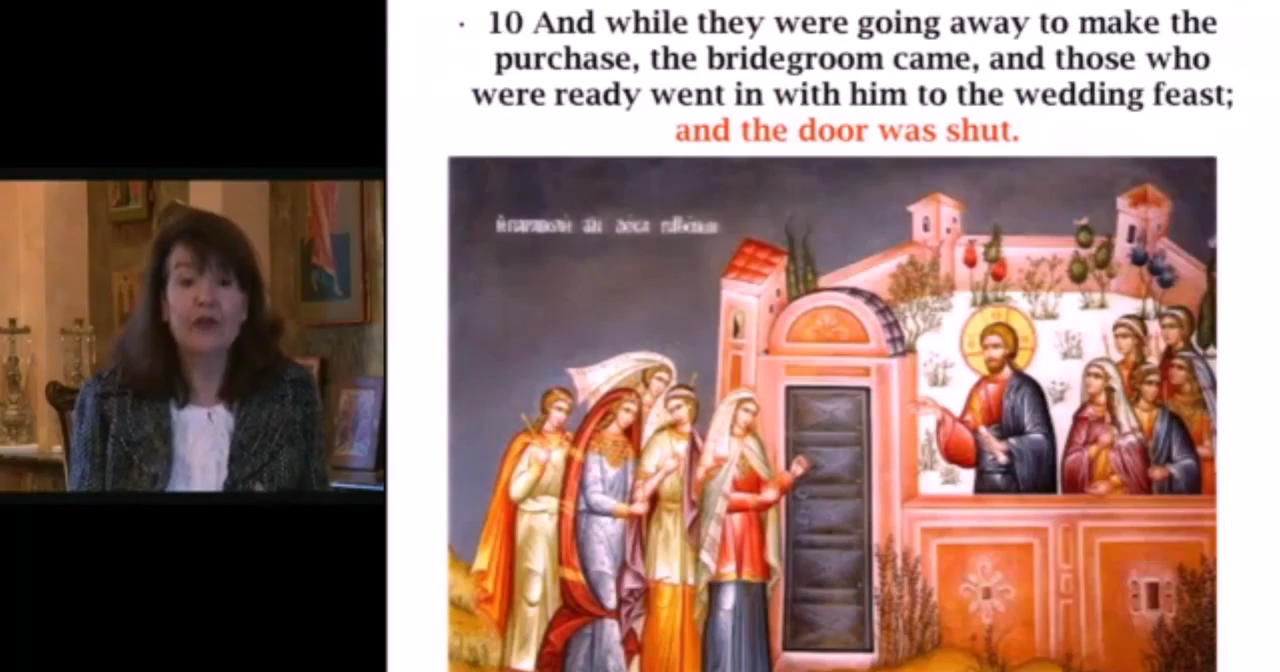 · 10 And while they were going away to make the
purchase, the bridegroom came, and those who
were ready went in with him to the wedding feast;
and the door was shut.